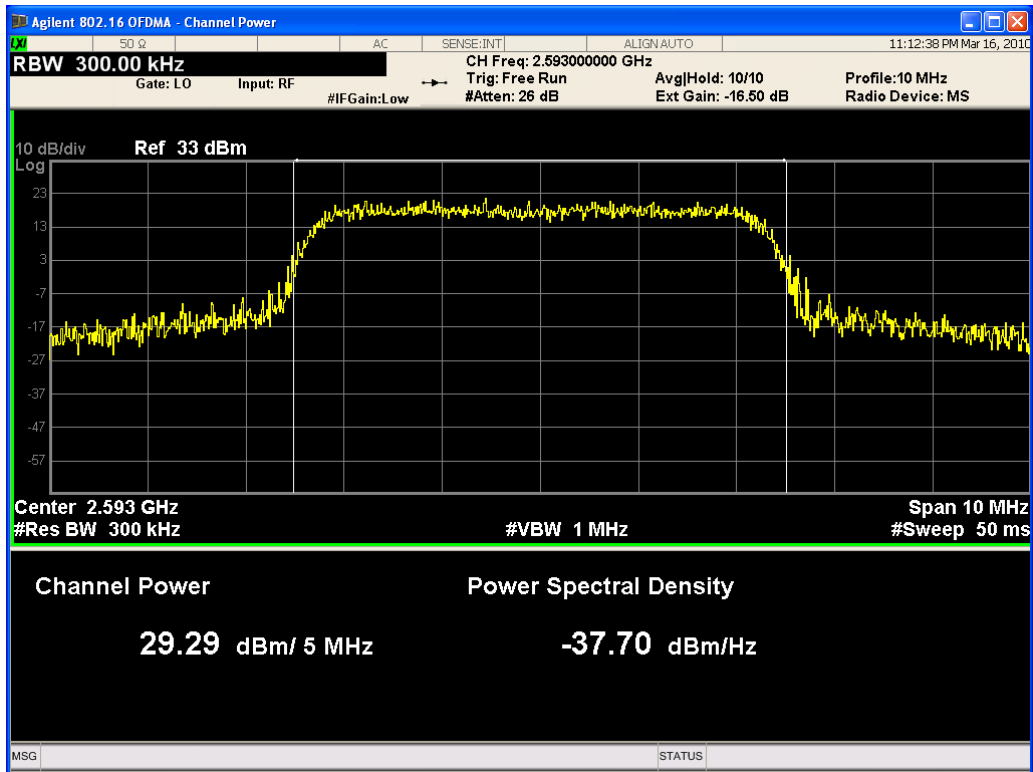 Agilent 802.16 OFDMA - Channel Power
LXI 50 Ω AC SENSE:INT ALIGN AUTO 11:12:38 PM Mar 16, 2010
RBW 300.00 kHz
Gate: LO Input: RF
#IFGain:Low
CH Freq: 2.593000000 GHz
Trig: Free Run Avg|Hold: 10/10 Profile:10 MHz
#Atten: 26 dB Ext Gain: -16.50 dB Radio Device: MS
10 dB/div Ref 33 dBm
Log
23
13
3
-7
-17
-27
-37
-47
-57
Center 2.593 GHz Span 10 MHz
#Res BW 300 kHz #VBW 1 MHz #Sweep 50 ms
Channel Power Power Spectral Density
29.29 dBm/ 5 MHz -37.70 dBm/Hz
MSG STATUS